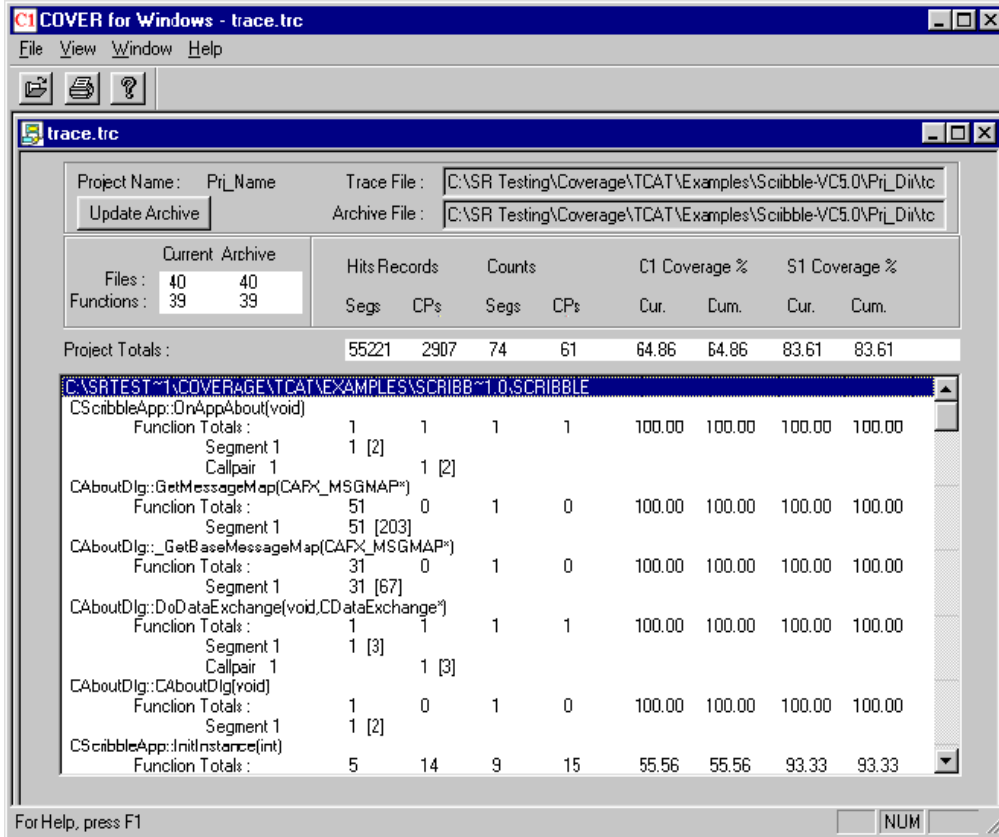 C1 COVER for Windows - trace.trc
File View Window Help
trace.trc
Project Name : Prj_Name Trace File : C:\SR Testing\Coverage\TCAT\Examples\Scribble-VC5.0\Prj_Dir\tc
Update Archive Archive File : C:\SR Testing\Coverage\TCAT\Examples\Scribble-VC5.0\Prj_Dir\tc
Current Archive Hits Records Counts C1 Coverage % S1 Coverage %
Files : 40 40
Functions : 39 39 Segs CPs Segs CPs Cur. Cum. Cur. Cum.
Project Totals : 55221 2907 74 61 64.86 64.86 83.61 83.61
C:\SRTEST~1\COVERAGE\TCAT\EXAMPLES\SCRIBB~1.0\SCRIBBLE
CScribbleApp::OnAppAbout(void)
Function Totals : 1 1 1 1 100.00 100.00 100.00 100.00
Segment 1 1 [2]
Callpair 1 1 [2]
CAboutDlg::GetMessageMap(CAFX_MSGMAP*)
Function Totals : 51 0 1 0 100.00 100.00 100.00 100.00
Segment 1 51 [203]
CAboutDlg::_GetBaseMessageMap(CAFX_MSGMAP*)
Function Totals : 31 0 1 0 100.00 100.00 100.00 100.00
Segment 1 31 [67]
CAboutDlg::DoDataExchange(void,CDataExchange*)
Function Totals : 1 1 1 1 100.00 100.00 100.00 100.00
Segment 1 1 [3]
Callpair 1 1 [3]
CAboutDlg::CAboutDlg(void)
Function Totals : 1 0 1 0 100.00 100.00 100.00 100.00
Segment 1 1 [2]
CScribbleApp::InitInstance(int)
Function Totals : 5 14 9 15 55.56 55.56 93.33 93.33
For Help, press F1 NUM